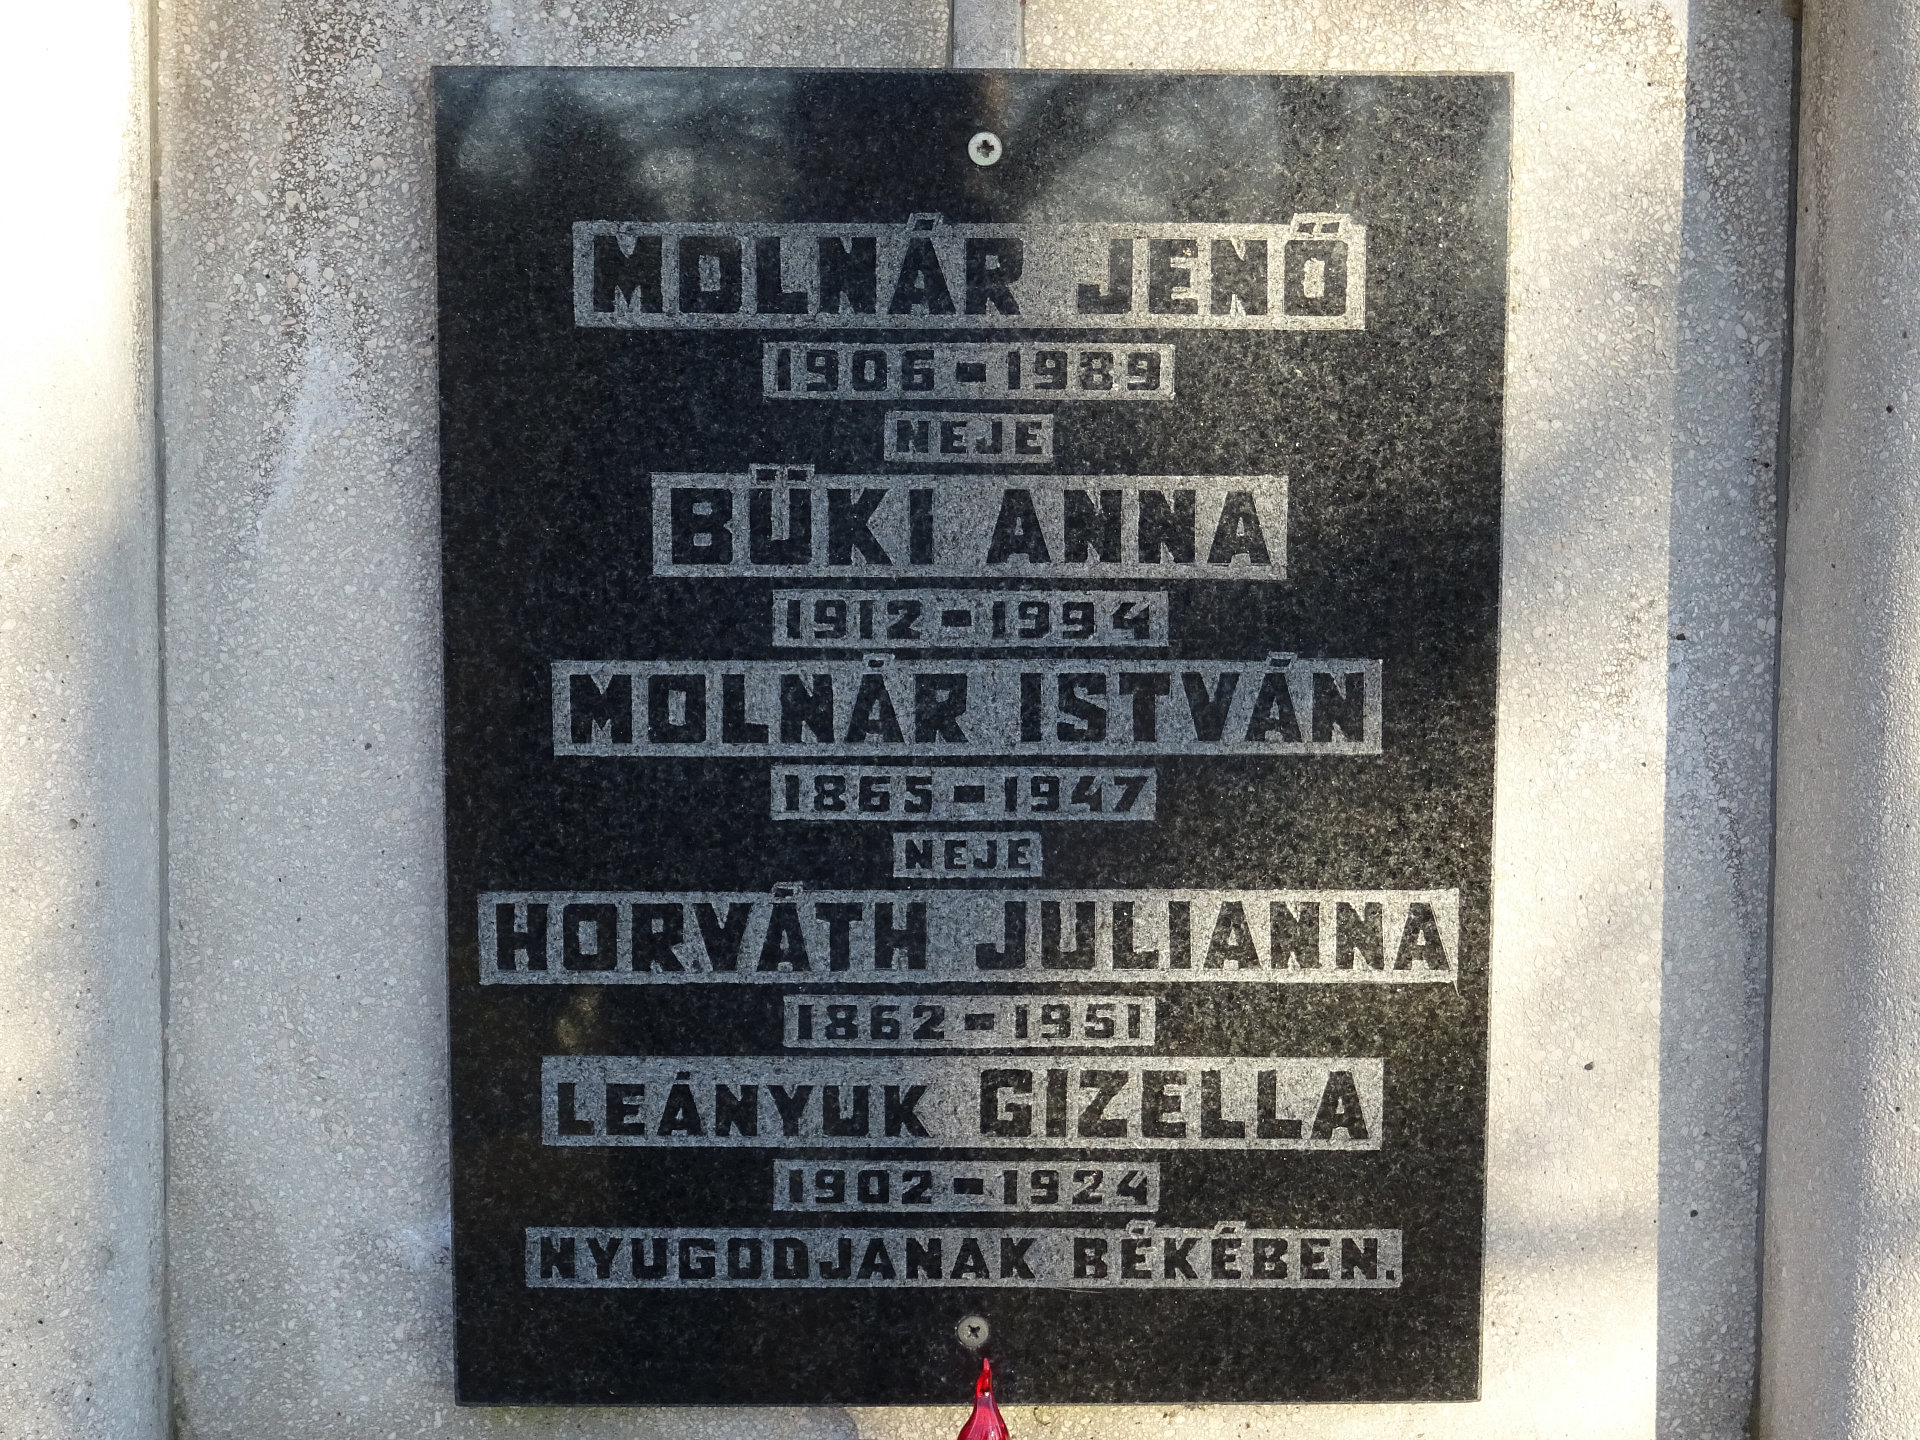 MOLNÁR JENŐ
1906-1989
NEJE
BÜKI ANNA
1912-1994
MOLNÁR ISTVÁN
1865-1947
NEJE
HORVÁTH JULIANNA
1862-1951
LEÁNYUK GIZELLA
1902-1924
NYUGODJANAK BÉKÉBEN.